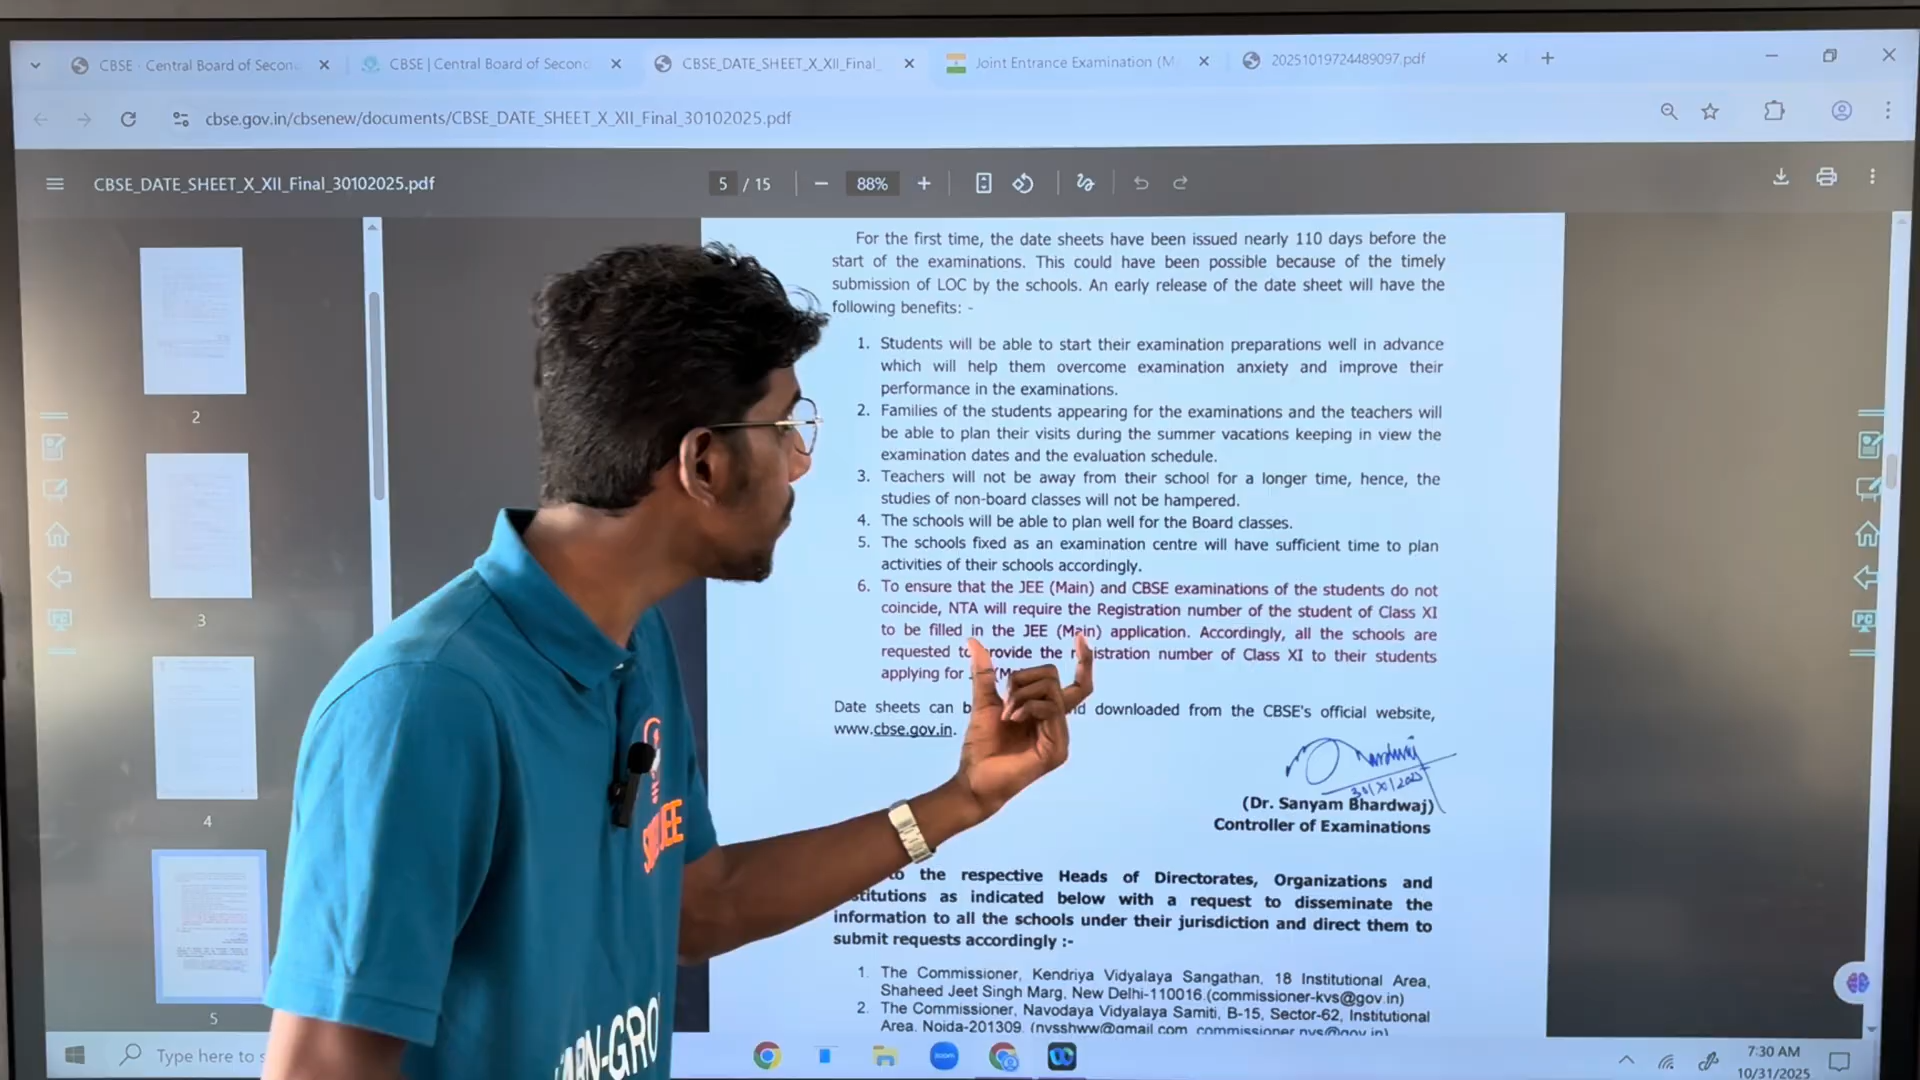 CBSE - Central Board of Secon
CBSE | Central Board of Secon
CBSE_DATE_SHEET_X_XII_Final_
Joint Entrance Examination (M
20251019724489097.pdf
cbse.gov.in/cbsenew/documents/CBSE_DATE_SHEET_X_XII_Final_30102025.pdf
CBSE_DATE_SHEET_X_XII_Final_30102025.pdf
5 / 15
88%
For the first time, the date sheets have been issued nearly 110 days before the
start of the examinations. This could have been possible because of the timely
submission of LOC by the schools. An early release of the date sheet will have the
following benefits: -
1. Students will be able to start their examination preparations well in advance
which will help them overcome examination anxiety and improve their
performance in the examinations.
2. Families of the students appearing for the examinations and the teachers will
be able to plan their visits during the summer vacations keeping in view the
examination dates and the evaluation schedule.
3. Teachers will not be away from their school for a longer time, hence, the
studies of non-board classes will not be hampered.
4. The schools will be able to plan well for the Board classes.
5. The schools fixed as an examination centre will have sufficient time to plan
activities of their schools accordingly.
6. To ensure that the JEE (Main) and CBSE examinations of the students do not
coincide, NTA will require the Registration number of the student of Class XI
to be filled in the JEE (Main) application. Accordingly, all the schools are
requested to provide the registration number of Class XI to their students
applying for
Date sheets can downloaded from the CBSE's official website,
www.cbse.gov.in.
(Dr. Sanyam Bhardwaj)
Controller of Examinations
the respective Heads of Directorates, Organizations and
as indicated below with a request to disseminate the
information to all the schools under their jurisdiction and direct them to
submit requests accordingly :-
1. The Commissioner, Kendriya Vidyalaya Sangathan, 18 Institutional Area,
Shaheed Jeet Singh Marg, New Delhi-110016.(commissioner-kvs@gov.in)
2. The Commissioner, Navodaya Vidyalaya Samiti, B-15, Sector-62, Institutional
Area, Noida-201309.
2
3
4
5
PC
PC
Type here to
zoom
7:30 AM
10/31/2025